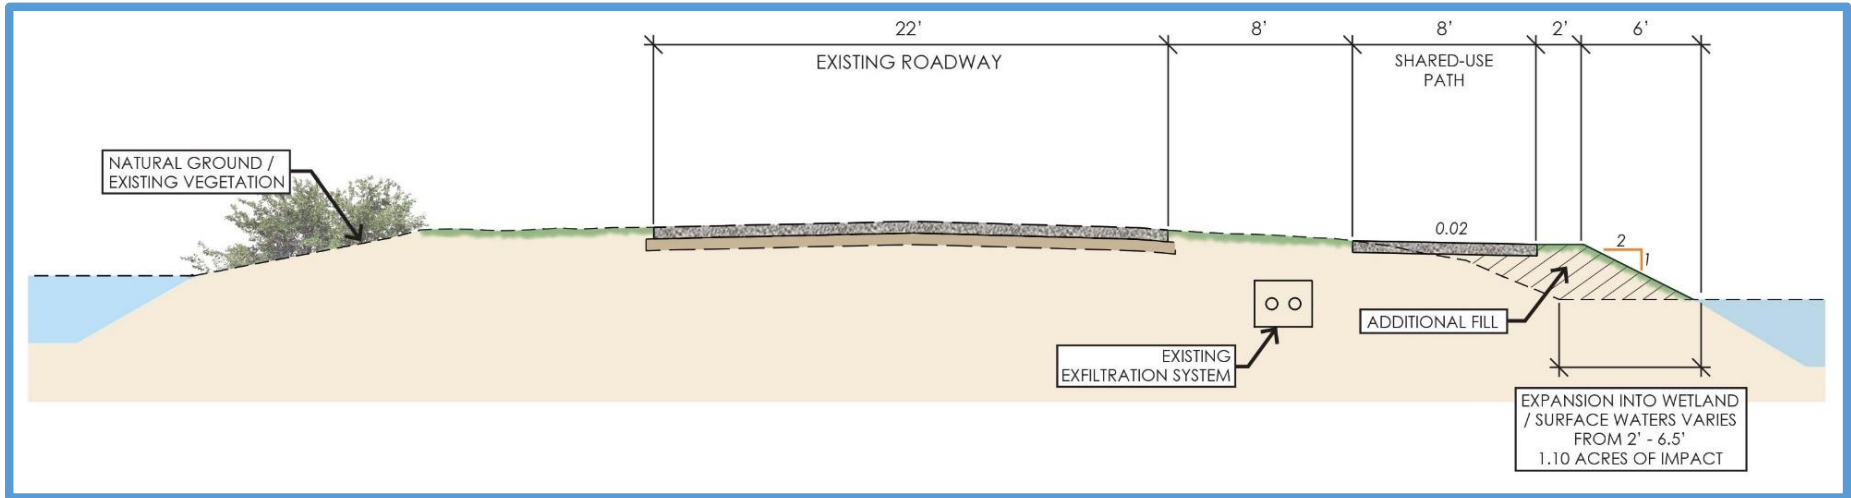 22'
8'
8'
2'
6'
EXISTING ROADWAY
SHARED-USE
PATH
NATURAL GROUND /
EXISTING VEGETATION
0.02
2
1
ADDITIONAL FILL
EXISTING
EXFILTRATION SYSTEM
EXPANSION INTO WETLAND
/ SURFACE WATERS VARIES
FROM 2' - 6.5'
1.10 ACRES OF IMPACT